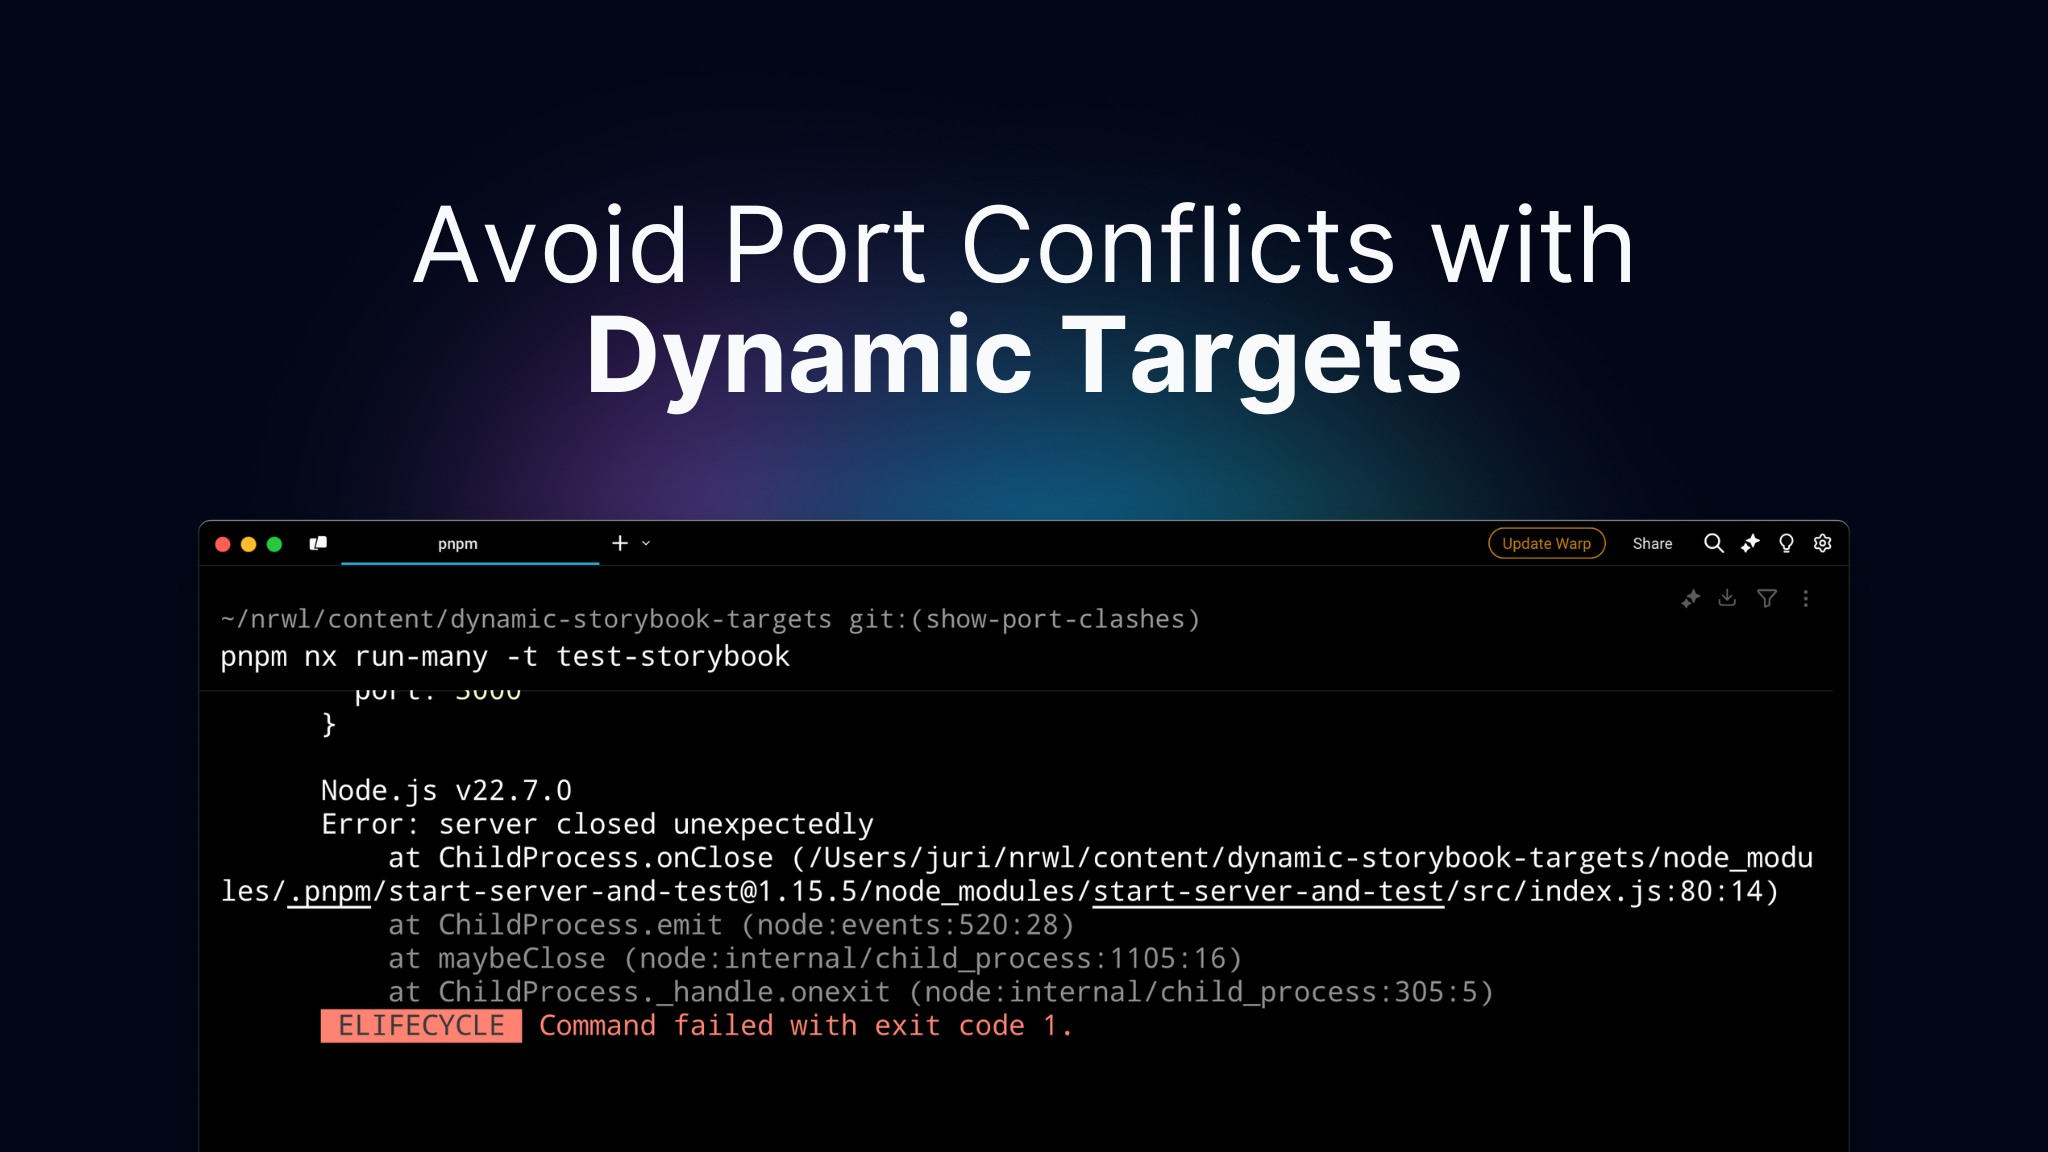 Avoid Port Conflicts with
Dynamic Targets
pnpm
Update Warp
Share
~/nrwl/content/dynamic-storybook-targets git:(show-port-clashes)
pnpm nx run-many -t test-storybook
port:
}
Node.js v22.7.0
Error: server closed unexpectedly
at ChildProcess.onClose (/Users/juri/nrwl/content/dynamic-storybook-targets/node_modu
les/.pnpm/start-server-and-test@1.15.5/node_modules/start-server-and-test/src/index.js:80:14)
at ChildProcess.emit (node:events:520:28)
at maybeClose (node:internal/child_process:1105:16)
at ChildProcess._handle.onexit (node:internal/child_process:305:5)
ELIFECYCLE Command failed with exit code 1.